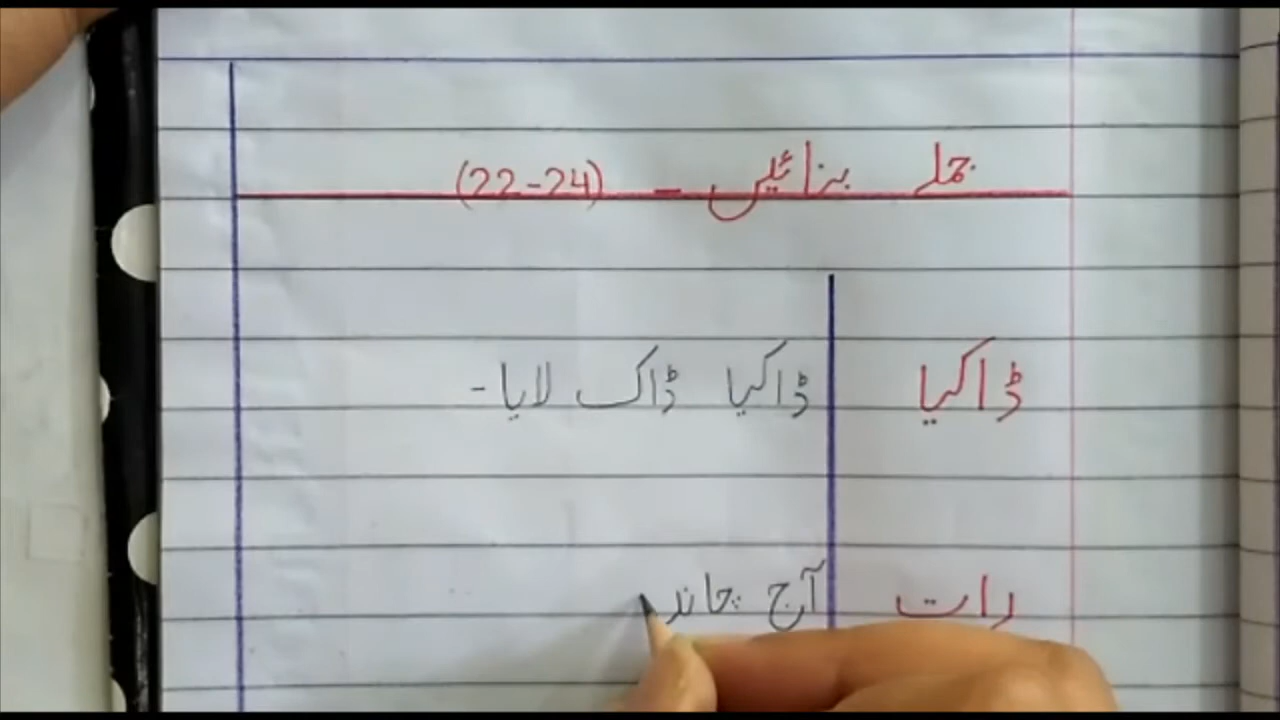 جملے بنائیں - (22-24)
ڈاکیا ڈاکیا ڈاک لایا-
رات آج چاند